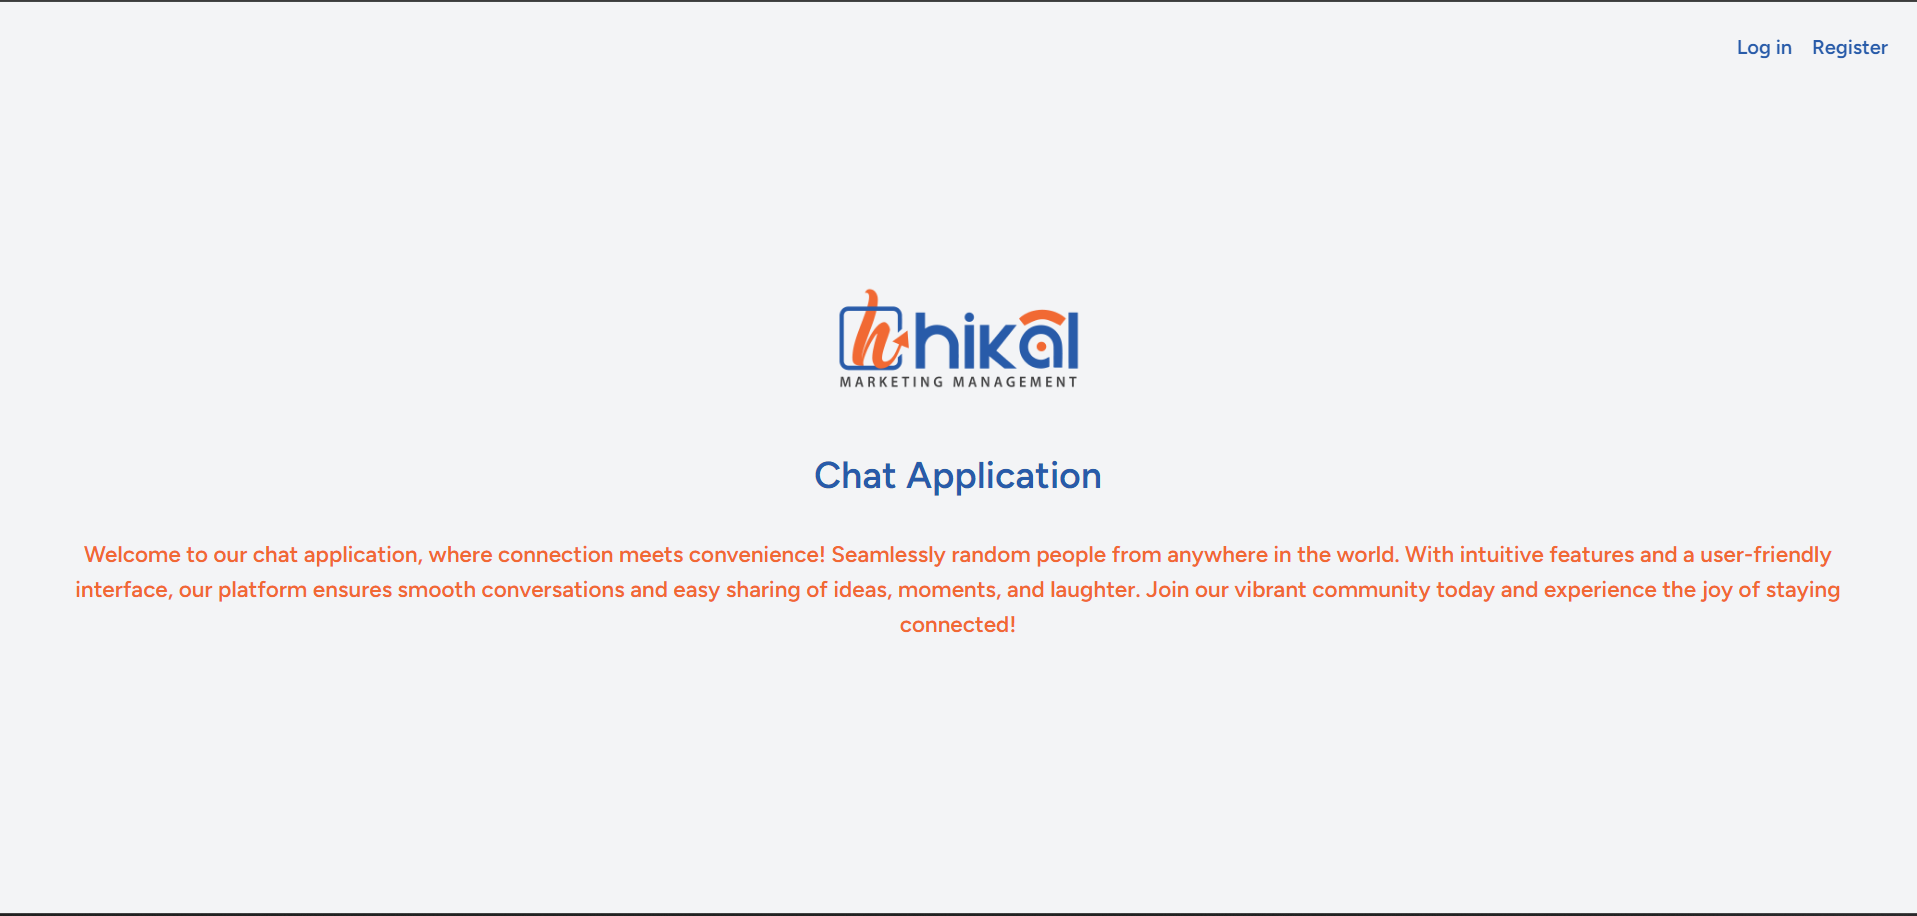 Log in Register
h hikal
MARKETING MANAGEMENT
Chat Application
Welcome to our chat application, where connection meets convenience! Seamlessly random people from anywhere in the world. With intuitive features and a user-friendly
interface, our platform ensures smooth conversations and easy sharing of ideas, moments, and laughter. Join our vibrant community today and experience the joy of staying
connected!